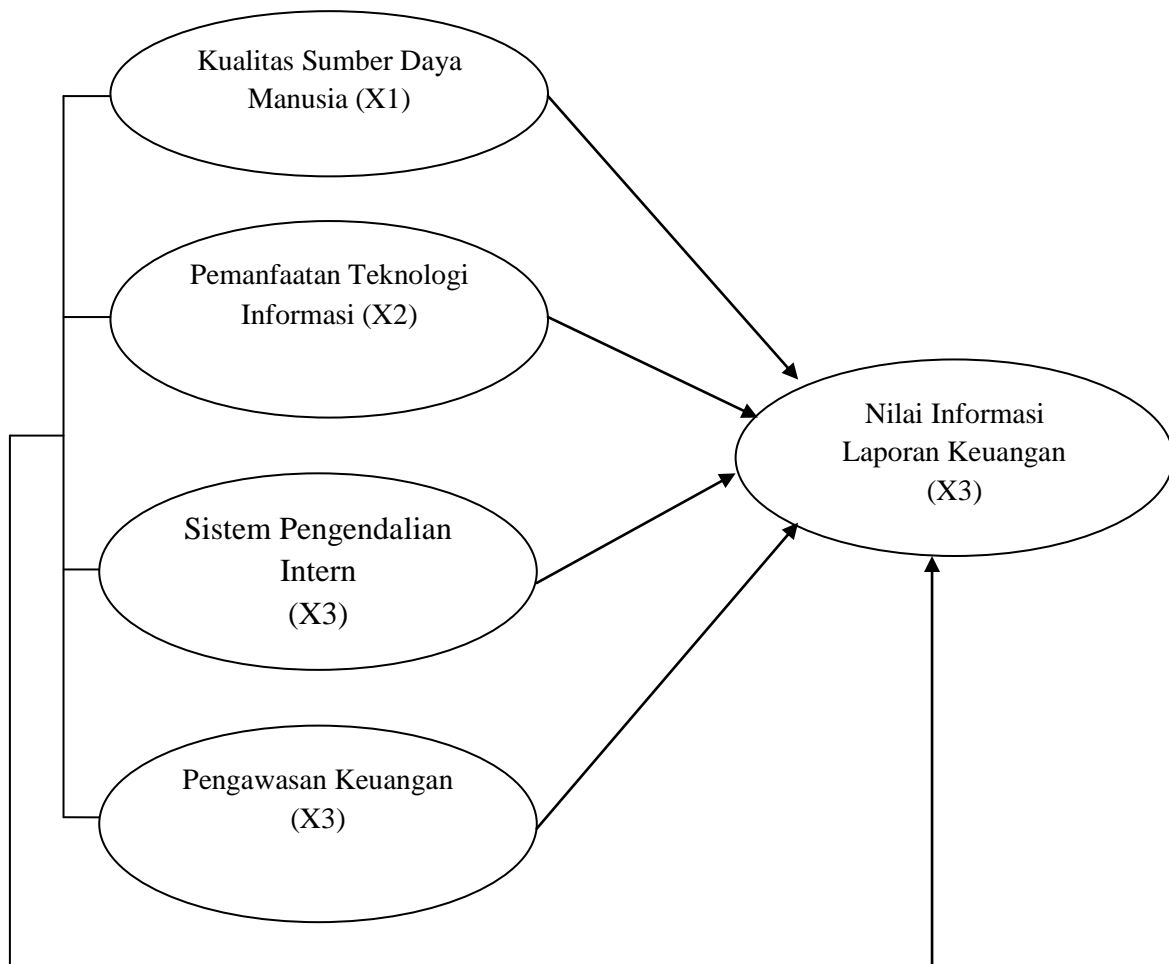 Kualitas Sumber Daya
Manusia (X1)
Pemanfaatan Teknologi
Informasi (X2)
Nilai Informasi
Laporan Keuangan
(X3)
Sistem Pengendalian
Intern
(X3)
Pengawasan Keuangan
(X3)